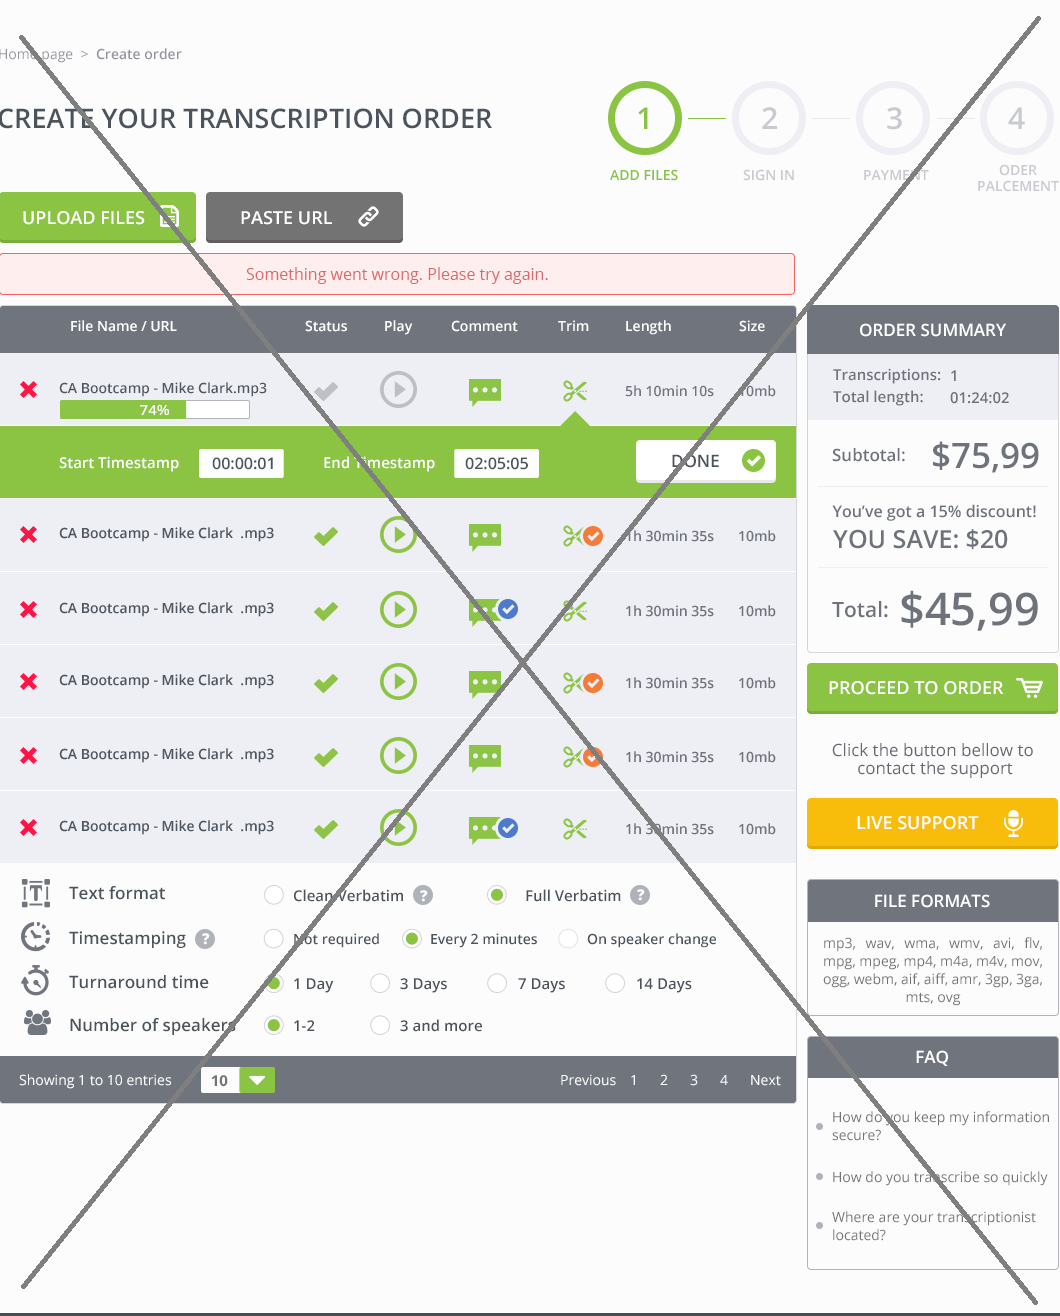 Home page > Create order
CREATE YOUR TRANSCRIPTION ORDER
1 2 3 4
ADD FILES SIGN IN PAYMENT ODER PALCEMENT
UPLOAD FILES PASTE URL
Something went wrong. Please try again.
File Name / URL Status Play Comment Trim Length Size
CA Bootcamp - Mike Clark.mp3 5h 10min 10s 10mb
74%
Start Timestamp 00:00:01 End Timestamp 02:05:05 DONE
CA Bootcamp - Mike Clark .mp3 1h 30min 35s 10mb
CA Bootcamp - Mike Clark .mp3 1h 30min 35s 10mb
CA Bootcamp - Mike Clark .mp3 1h 30min 35s 10mb
CA Bootcamp - Mike Clark .mp3 1h 30min 35s 10mb
CA Bootcamp - Mike Clark .mp3 1h 30min 35s 10mb
Text format Clean Verbatim ? Full Verbatim ?
Timestamping ? Not required Every 2 minutes On speaker change
Turnaround time 1 Day 3 Days 7 Days 14 Days
Number of speakers 1-2 3 and more
Showing 1 to 10 entries 10 Previous 1 2 3 4 Next
ORDER SUMMARY
Transcriptions: 1
Total length: 01:24:02
Subtotal: $75,99
You’ve got a 15% discount!
YOU SAVE: $20
Total: $45,99
PROCEED TO ORDER
Click the button bellow to
contact the support
LIVE SUPPORT
FILE FORMATS
mp3, wav, wma, wmv, avi, flv,
mpg, mpeg, mp4, m4a, m4v, mov,
ogg, webm, aif, aiff, amr, 3gp, 3ga,
mts, ovg
FAQ
How do you keep my information
secure?
How do you transcribe so quickly
Where are your transcriptionist
located?